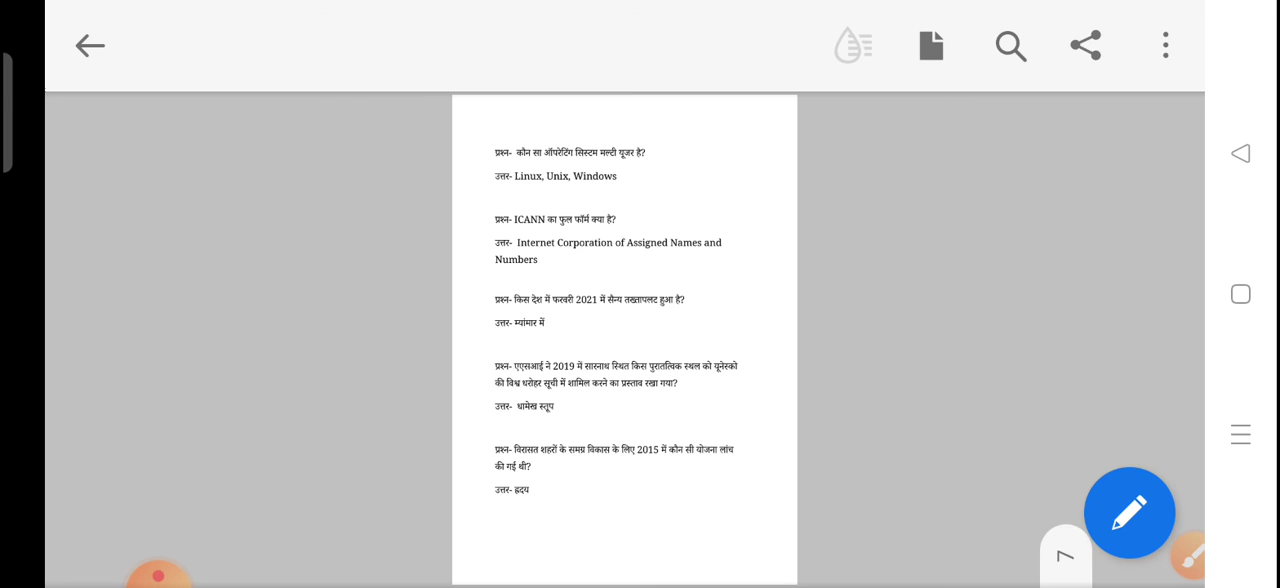 प्रश्न- कौन सा ऑपरेटिंग सिस्टम मल्टी यूजर है?
उत्तर- Linux, Unix, Windows
प्रश्न- ICANN का फुल फॉर्म क्या है?
उत्तर- Internet Corporation of Assigned Names and
Numbers
प्रश्न- किस देश में फरवरी 2021 में सैन्य तख्तापलट हुआ है?
उत्तर- म्यांमार में
प्रश्न- एएसआई ने 2019 में सारनाथ स्थित किस पुरातत्विक स्थल को यूनेस्को
की विश्व धरोहर सूची में शामिल करने का प्रस्ताव रखा गया?
उत्तर- धामेख स्तूप
प्रश्न- विरासत शहरों के समग्र विकास के लिए 2015 में कौन सी योजना लांच
की गई थी?
उत्तर- हृदय
7